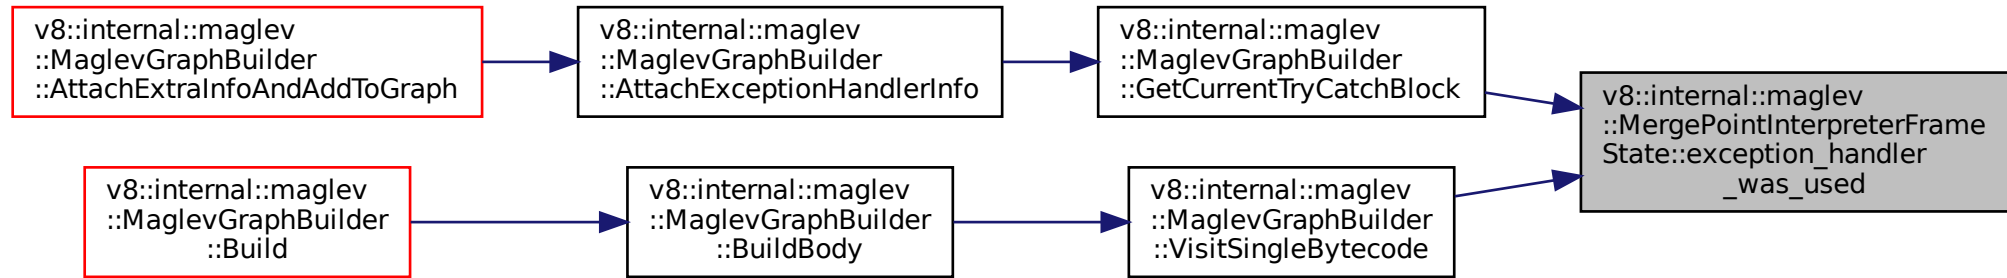 v8::internal::maglev
::MaglevGraphBuilder
::AttachExtraInfoAndAddToGraph
v8::internal::maglev
::MaglevGraphBuilder
::AttachExceptionHandlerInfo
v8::internal::maglev
::MaglevGraphBuilder
::GetCurrentTryCatchBlock
v8::internal::maglev
::MergePointInterpreterFrame
State::exception_handler
_was_used
v8::internal::maglev
::MaglevGraphBuilder
::Build
v8::internal::maglev
::MaglevGraphBuilder
::BuildBody
v8::internal::maglev
::MaglevGraphBuilder
::VisitSingleBytecode